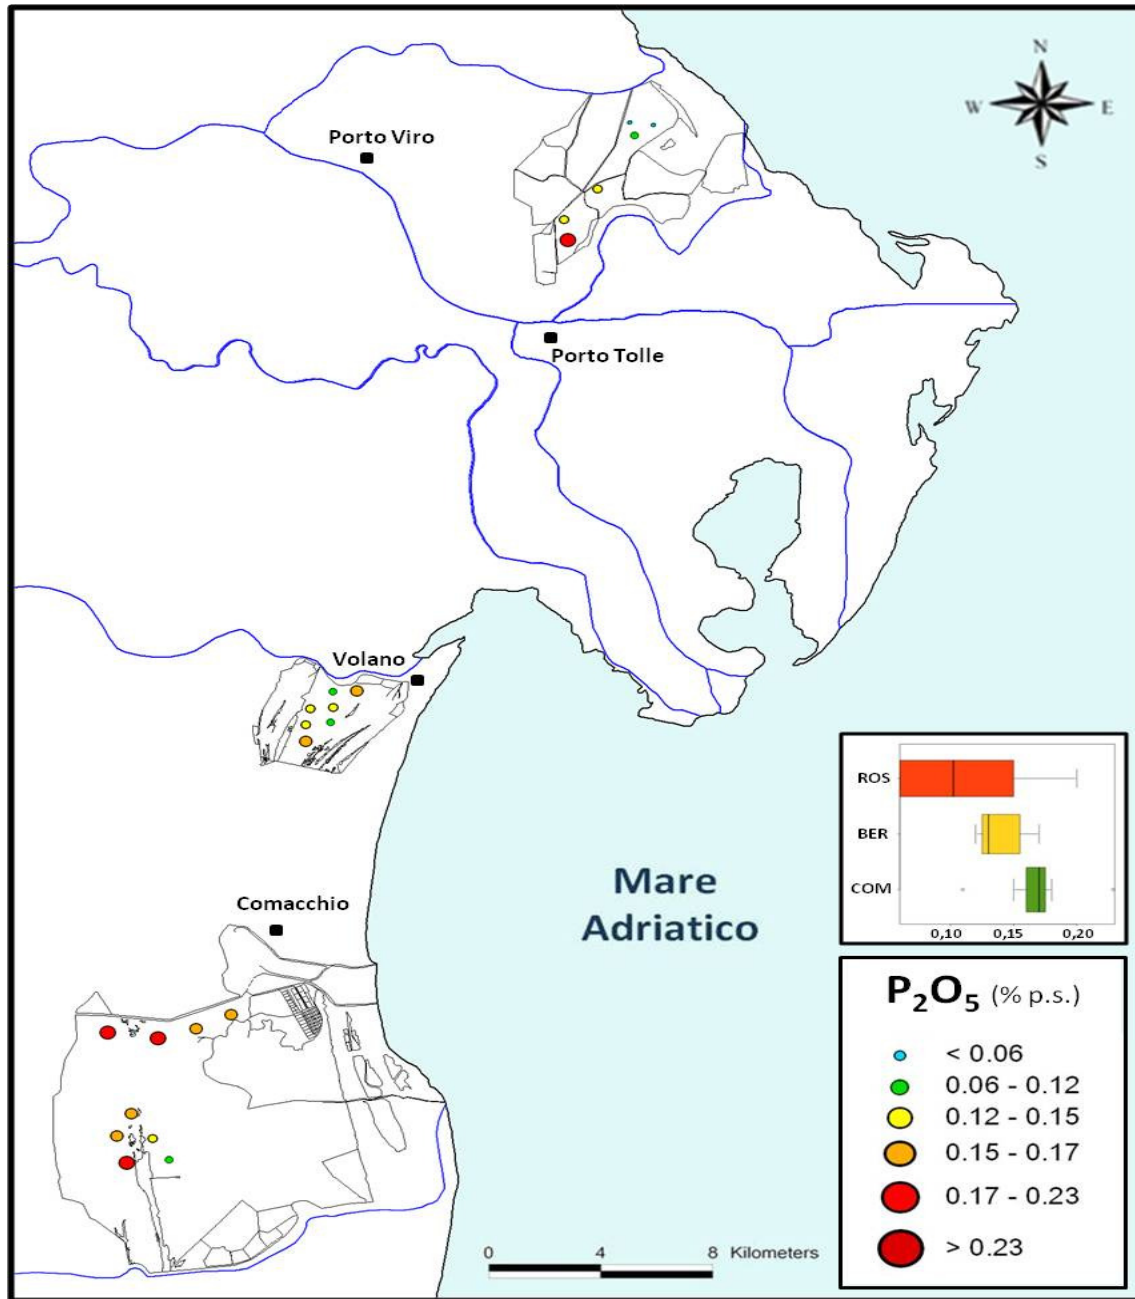 N
W E
S
Porto Viro
Porto Tolle
Volano
Comacchio
Mare
Adriatico
ROS
BER
COM
0,10 0,15 0,20
P₂O₅ (% p.s.)
< 0.06
0.06 - 0.12
0.12 - 0.15
0.15 - 0.17
0.17 - 0.23
> 0.23
0 4 8 Kilometers